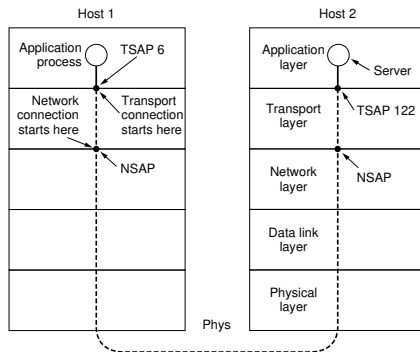 Host 1
Host 2
Application
process
TSAP 6
Network
connection
starts here
Transport
connection
starts here
NSAP
Application
layer
Server
TSAP 122
Transport
layer
NSAP
Network
layer
Data link
layer
Physical
layer
Phys